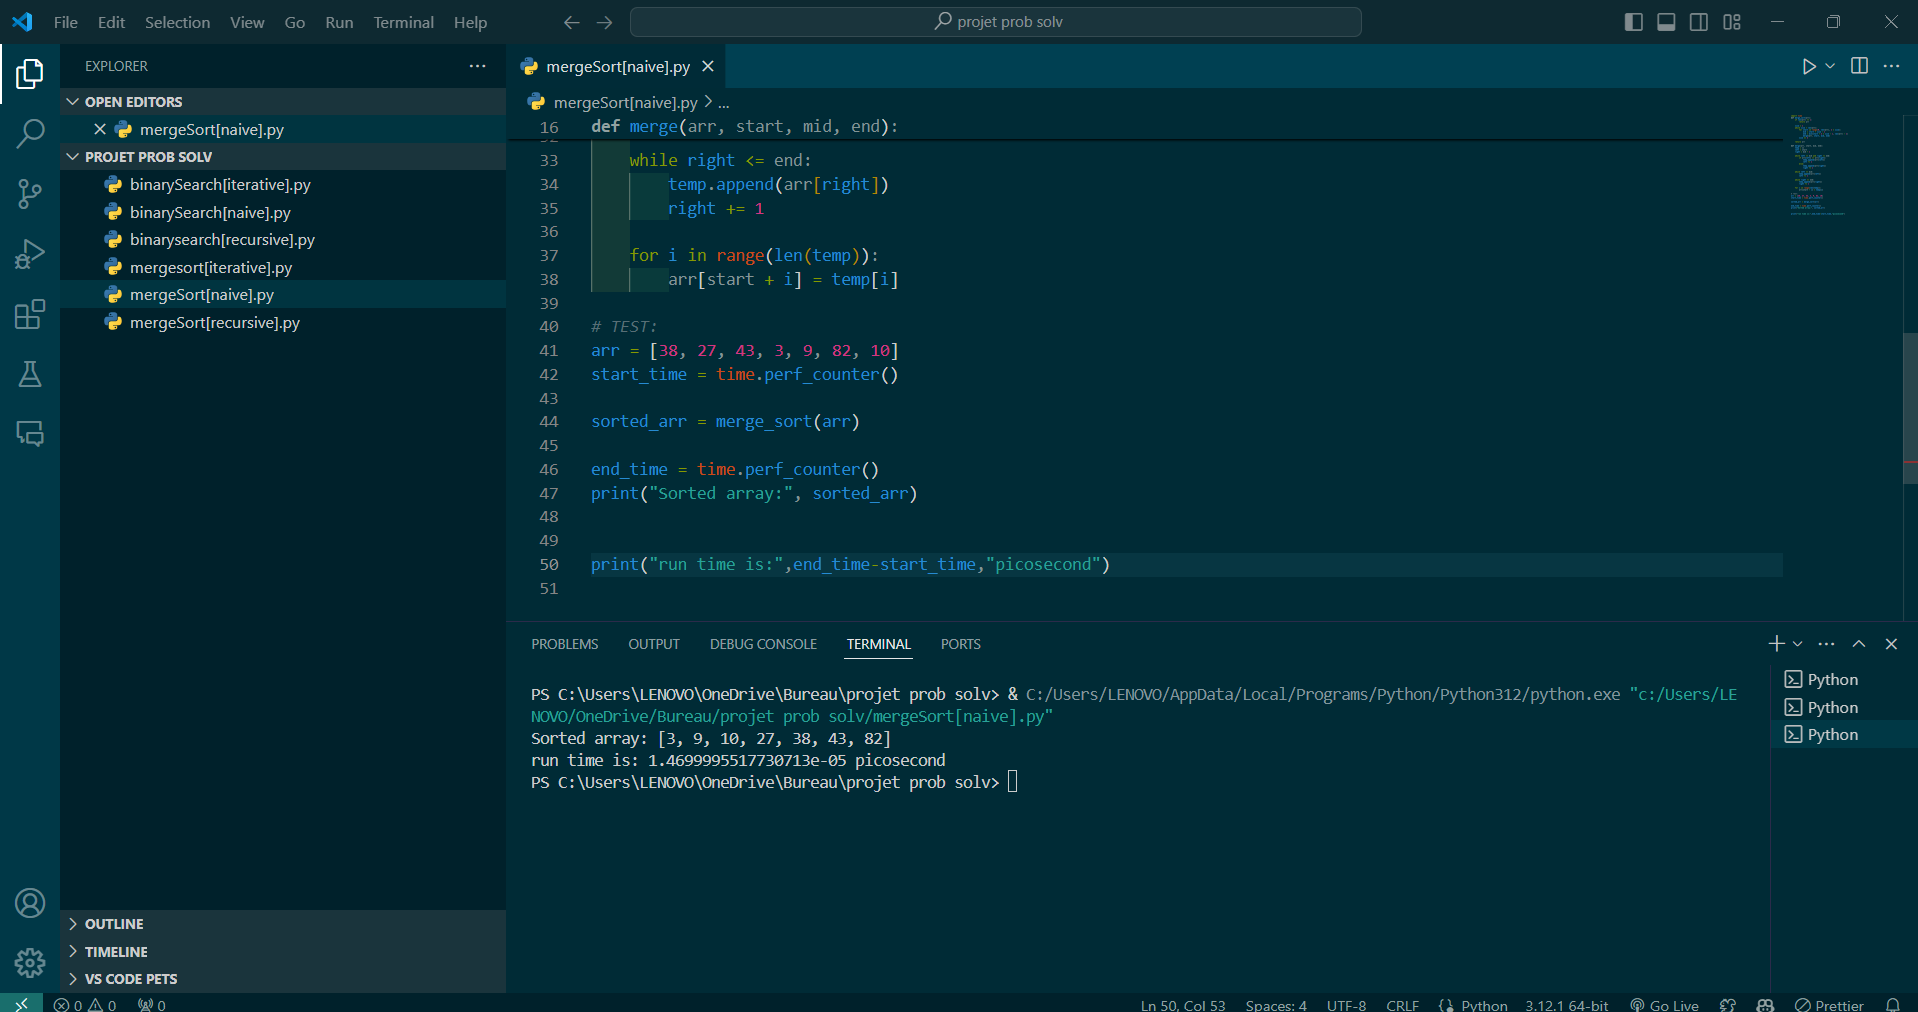 File Edit Selection View Go Run Terminal Help
projet prob solv
EXPLORER
OPEN EDITORS
mergeSort[naive].py
PROJET PROB SOLV
binarySearch[iterative].py
binarySearch[naive].py
binarysearch[recursive].py
mergesort[iterative].py
mergeSort[naive].py
mergeSort[recursive].py
OUTLINE
TIMELINE
VS CODE PETS
mergeSort[naive].py
mergeSort[naive].py > ...
16 def merge(arr, start, mid, end):
33 while right <= end:
34 temp.append(arr[right])
35 right += 1
36
37 for i in range(len(temp)):
38 arr[start + i] = temp[i]
39
40 # TEST:
41 arr = [38, 27, 43, 3, 9, 82, 10]
42 start_time = time.perf_counter()
43
44 sorted_arr = merge_sort(arr)
45
46 end_time = time.perf_counter()
47 print("Sorted array:", sorted_arr)
48
49
50 print("run time is:",end_time-start_time,"picosecond")
51
PROBLEMS OUTPUT DEBUG CONSOLE TERMINAL PORTS
PS C:\Users\LENOVO\OneDrive\Bureau\projet prob solv> & C:/Users/LENOVO/AppData/Local/Programs/Python/Python312/python.exe "c:/Users/LE
NOVO/OneDrive/Bureau/projet prob solv/mergeSort[naive].py"
Sorted array: [3, 9, 10, 27, 38, 43, 82]
run time is: 1.4699995517730713e-05 picosecond
PS C:\Users\LENOVO\OneDrive\Bureau\projet prob solv>
Python
Python
Python
0 0 0 Ln 50, Col 53 Spaces: 4 UTF-8 CRLF Python 3.12.1 64-bit Go Live Prettier